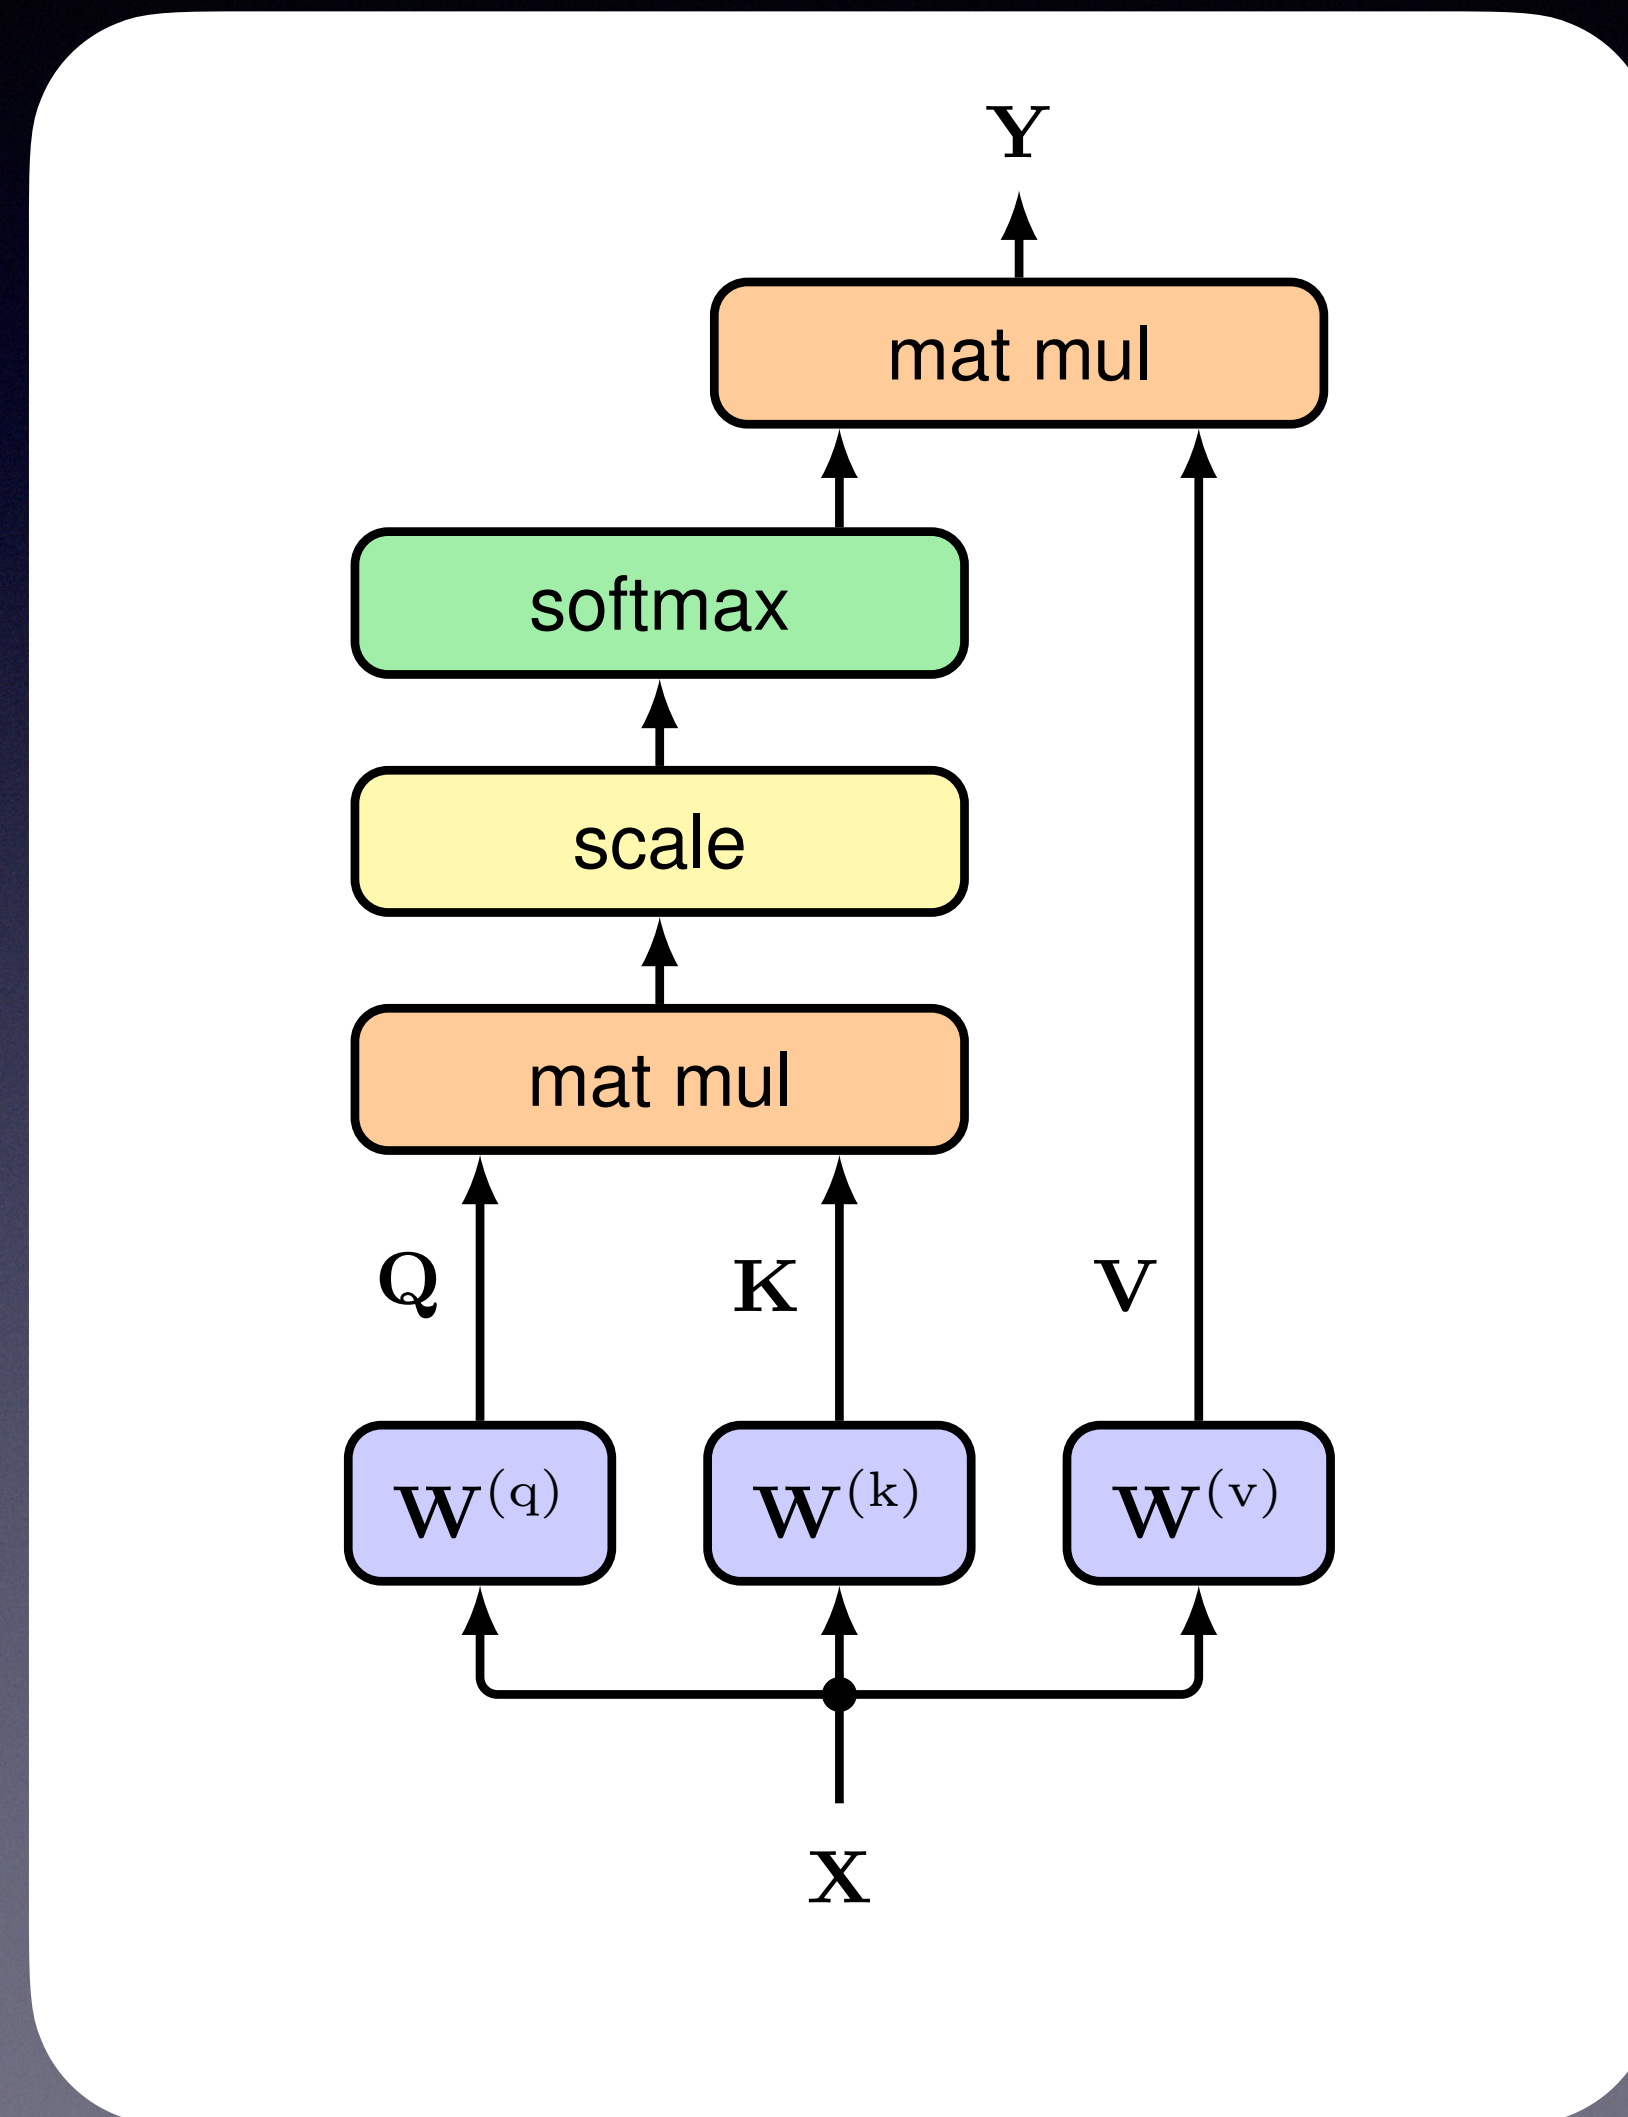 Y
mat mul
softmax
scale
mat mul
Q K V
W(q) W(k) W(v)
X